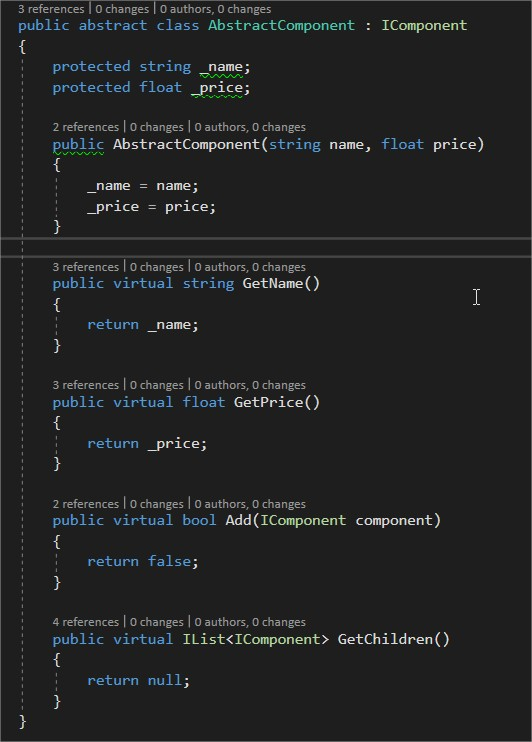 3 references | 0 changes | 0 authors, 0 changes
public abstract class AbstractComponent : IComponent
{
protected string _name;
protected float _price;
2 references | 0 changes | 0 authors, 0 changes
public AbstractComponent(string name, float price)
{
_name = name;
_price = price;
}
3 references | 0 changes | 0 authors, 0 changes
public virtual string GetName()
{
return _name;
}
3 references | 0 changes | 0 authors, 0 changes
public virtual float GetPrice()
{
return _price;
}
2 references | 0 changes | 0 authors, 0 changes
public virtual bool Add(IComponent component)
{
return false;
}
4 references | 0 changes | 0 authors, 0 changes
public virtual IList<IComponent> GetChildren()
{
return null;
}
}